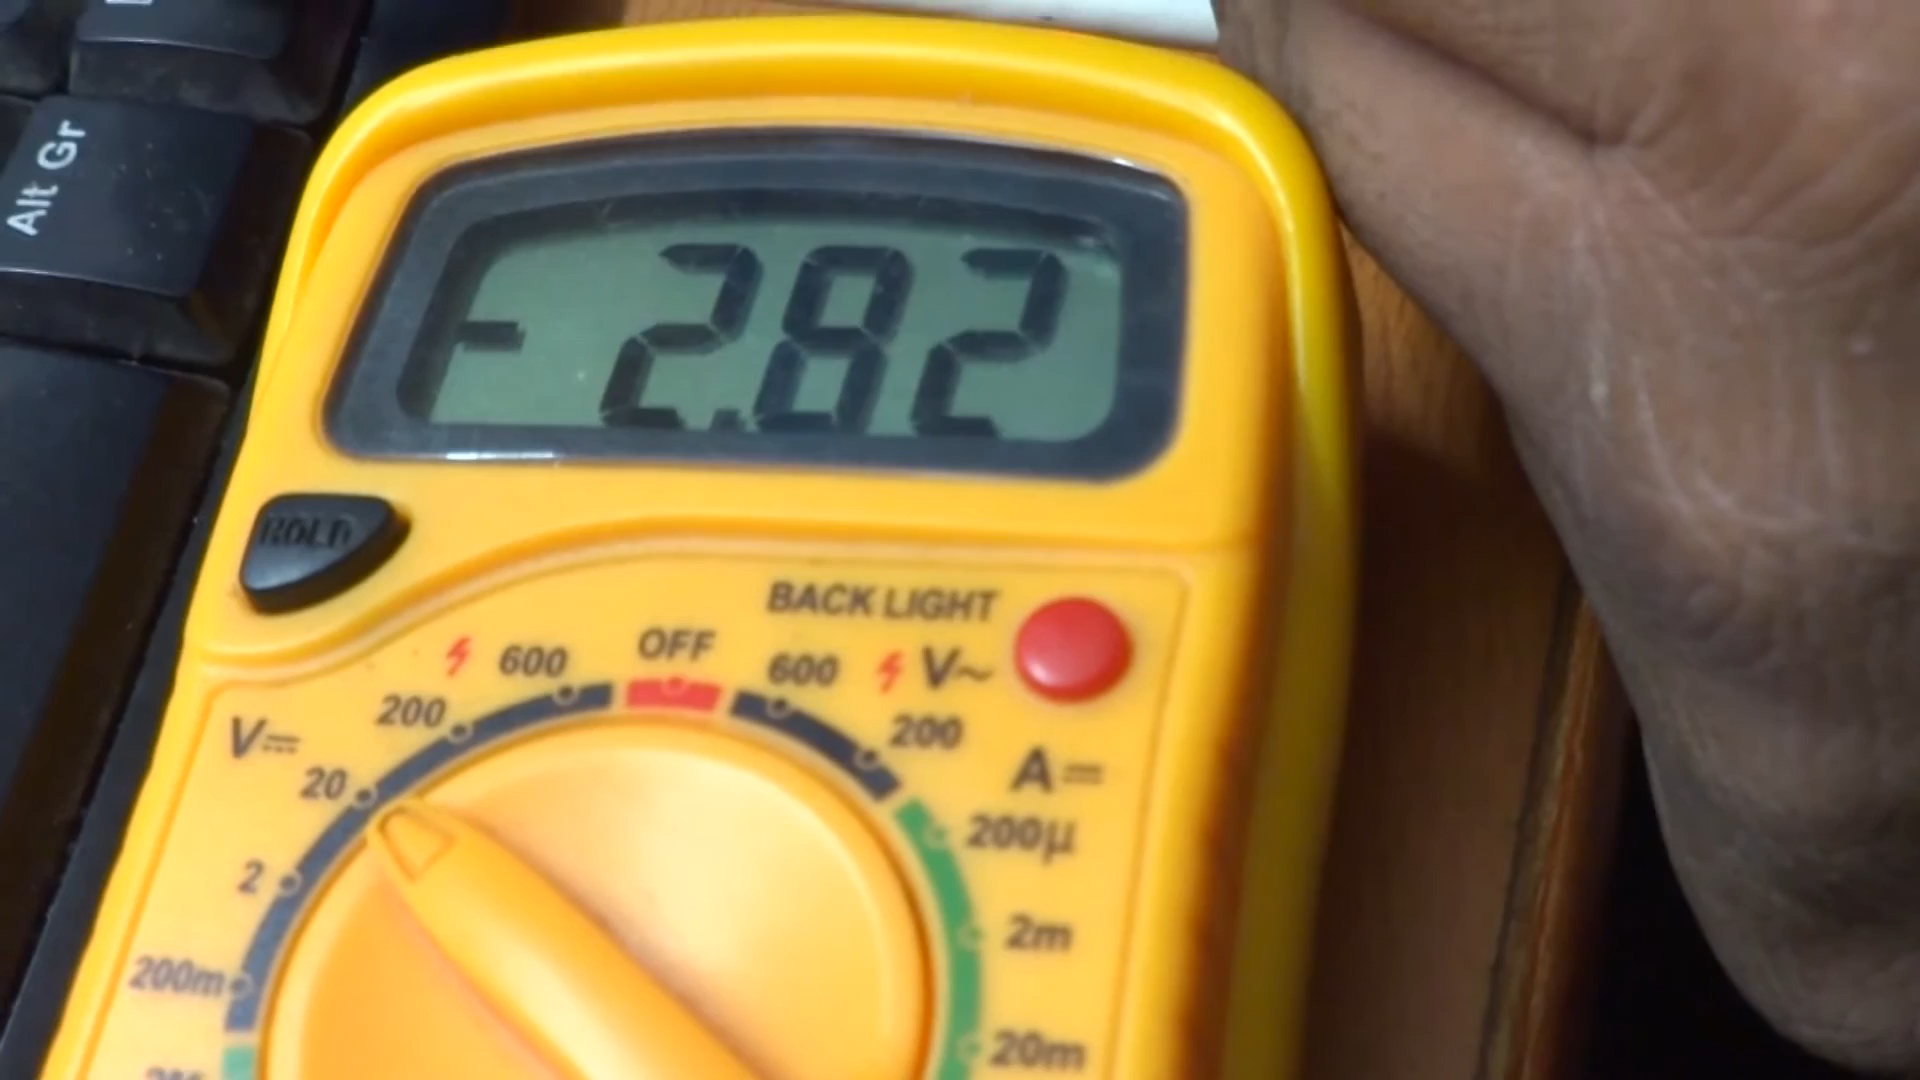 Alt Gr
-2.82
HOLD
BACK LIGHT
OFF
600
600 V~
200
200
V⎓
A⎓
20
200µ
2
2m
200m
20m